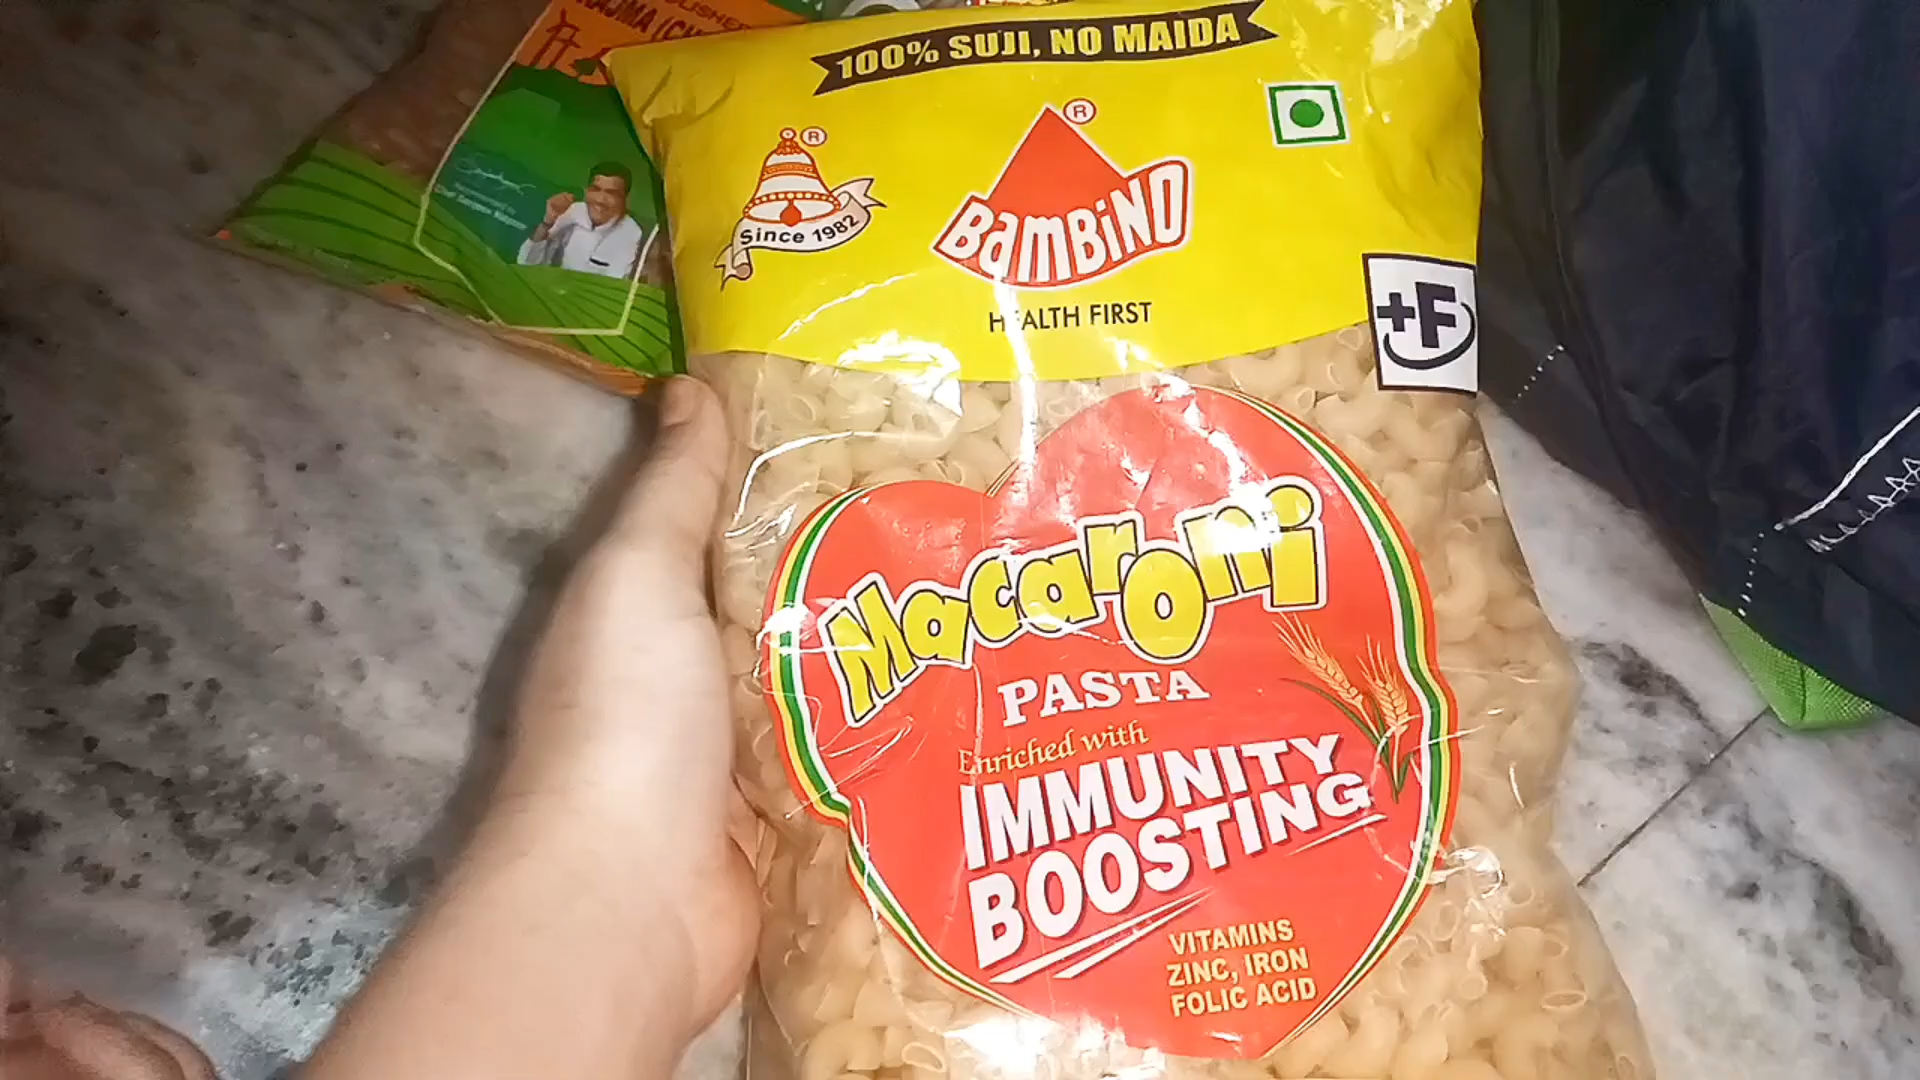 RAJMA
100% SUJI, NO MAIDA
®
®
Since 1982
BAMBiNO
HEALTH FIRST
+F
Macaroni
PASTA
Enriched with
IMMUNITY
BOOSTING
VITAMINS
ZINC, IRON
FOLIC ACID